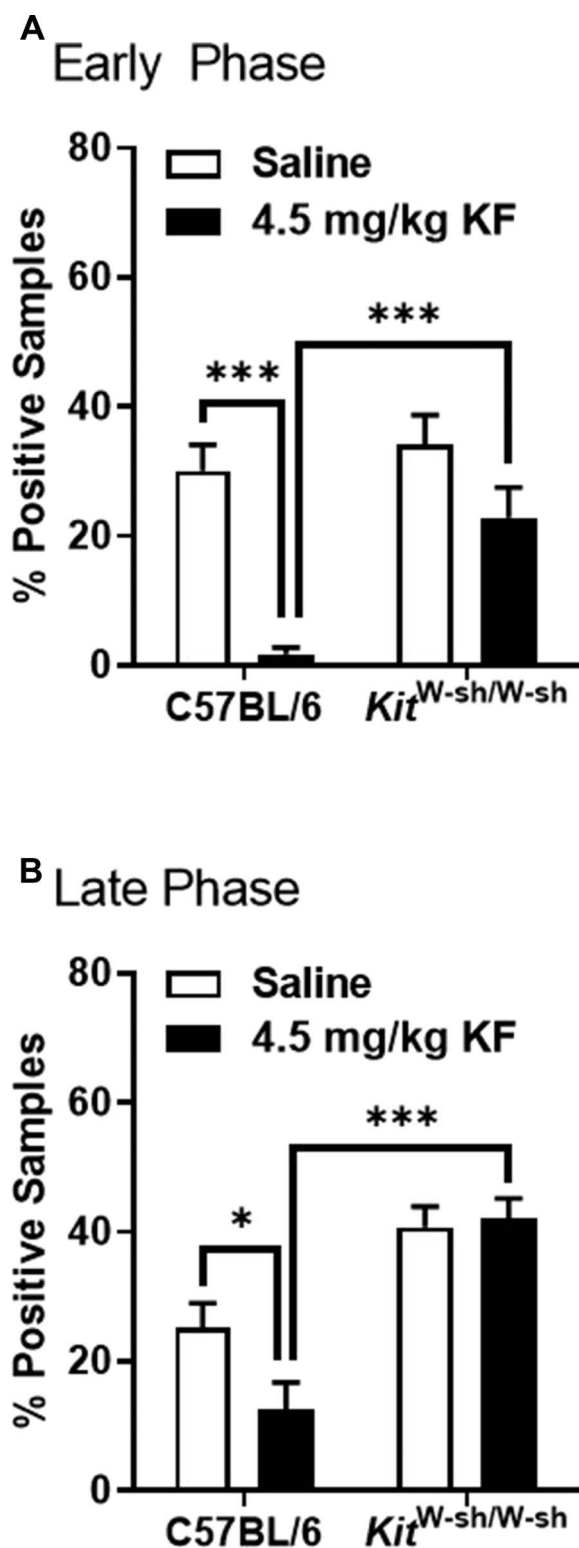 A
Early Phase
80
Saline
4.5 mg/kg KF
60
***
***
40
20
0
% Positive Samples
C57BL/6 Kit^W-sh/W-sh
B
Late Phase
80
Saline
4.5 mg/kg KF
60
***
*
40
20
0
% Positive Samples
C57BL/6 Kit^W-sh/W-sh